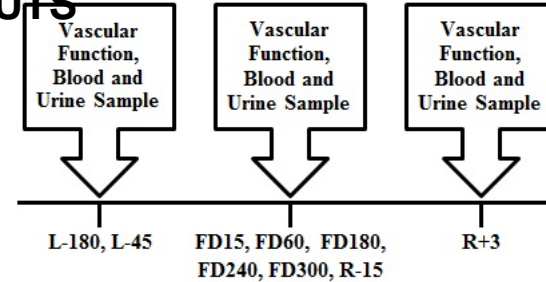 Vascular
Function,
Blood and
Urine Sample
Vascular
Function,
Blood and
Urine Sample
Vascular
Function,
Blood and
Urine Sample
L-180, L-45
FD15, FD60, FD180,
FD240, FD300, R-15
R+3